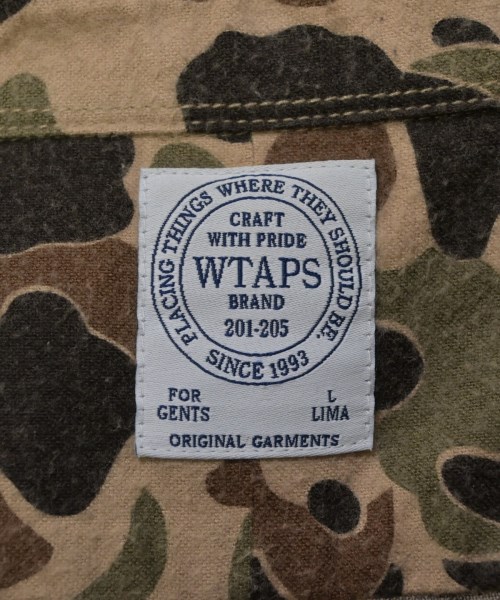 PLACING THINGS WHERE THEY SHOULD BE.
CRAFT
WITH PRIDE
WTAPS
BRAND
201-205
SINCE 1993
FOR
GENTS
L
LIMA
ORIGINAL GARMENTS